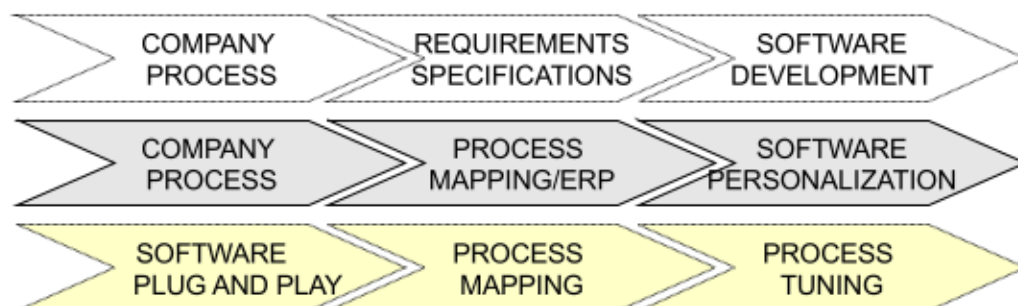 COMPANY
PROCESS
REQUIREMENTS
SPECIFICATIONS
SOFTWARE
DEVELOPMENT
COMPANY
PROCESS
PROCESS
MAPPING/ERP
SOFTWARE
PERSONALIZATION
SOFTWARE
PLUG AND PLAY
PROCESS
MAPPING
PROCESS
TUNING